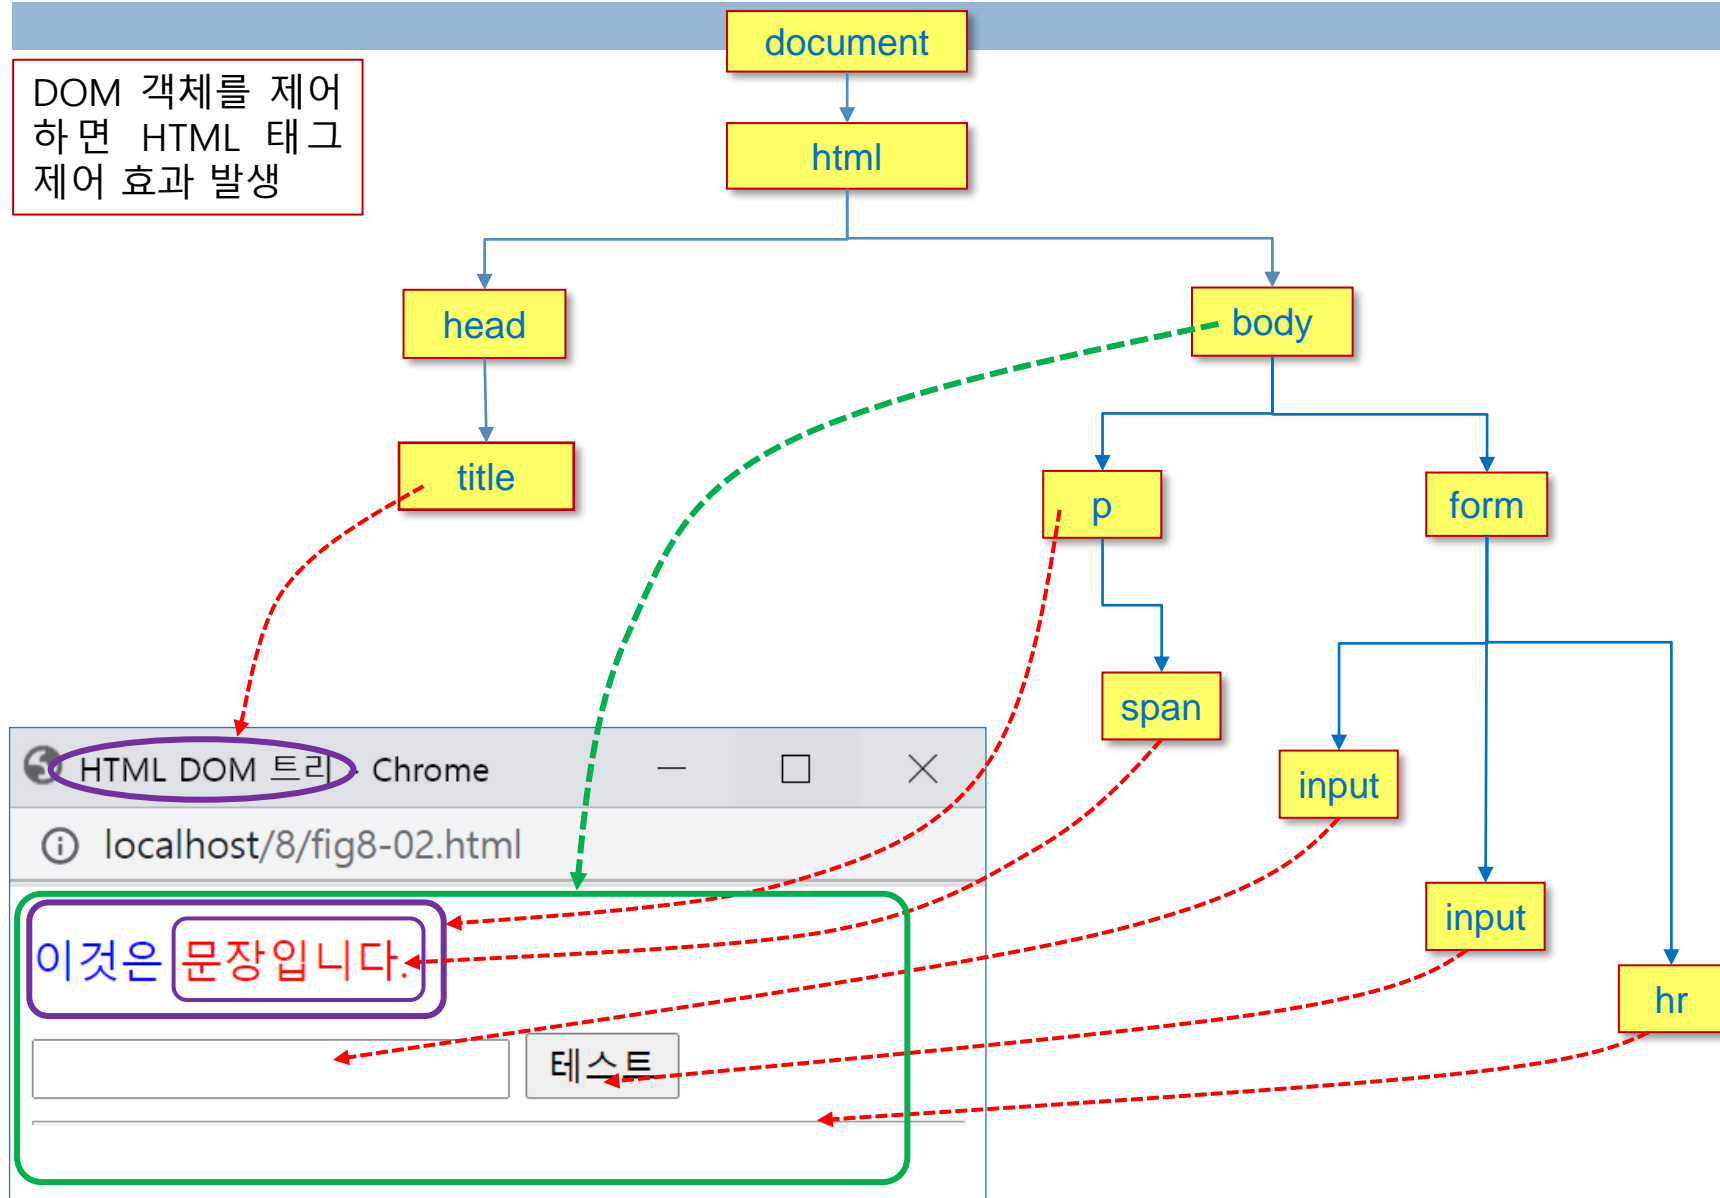 document
DOM 객체를 제어
하면 HTML 태그
제어 효과 발생
html
head
body
title
p
form
span
input
input
hr
HTML DOM 트리 - Chrome
localhost/8/fig8-02.html
이것은 문장입니다.
테스트